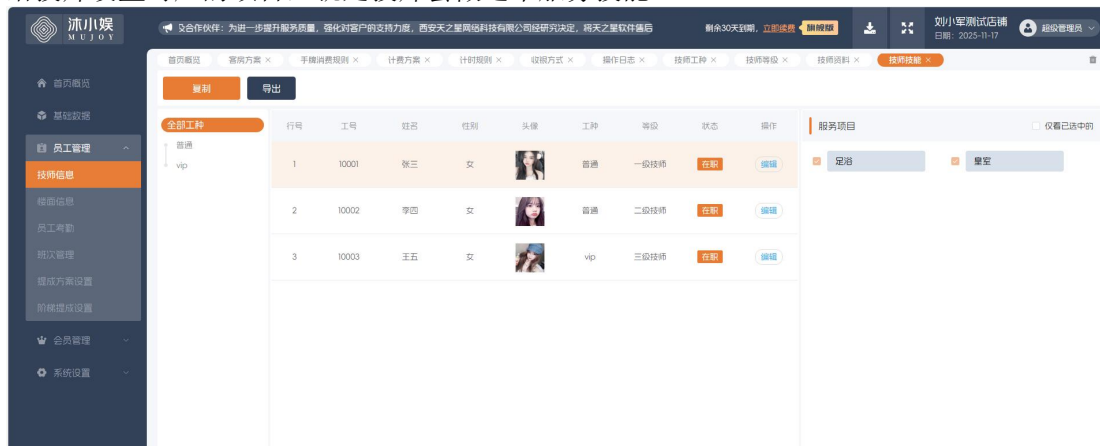 沐小娱
MUJOY
合作伙伴：为进一步提升服务质量，强化对客户的支持力度，西安天之星网络科技有限公司经研究决定，将天之星软件售后
剩余30天到期，立即续费
旗舰版
刘小军测试店铺
日期：2025-11-17
超级管理员
首页概览
客房方案 ×
手牌消费规则 ×
计费方案 ×
计时规则 ×
收银方式 ×
操作日志 ×
技师工种 ×
技师等级 ×
技师资料 ×
技师技能 ×
首页概览
基础数据
员工管理
技师信息
楼面信息
员工考勤
班次管理
提成方案设置
阶梯提成设置
会员管理
系统设置
复制
导出
全部工种
普通
vip
行号 工号 姓名 性别 头像 工种 等级 状态 操作
1 10001 张三 女 普通 一级技师 在职 编辑
2 10002 李四 女 普通 二级技师 在职 编辑
3 10003 王五 女 vip 三级技师 在职 编辑
服务项目
仅看已选中的
足浴
皇室